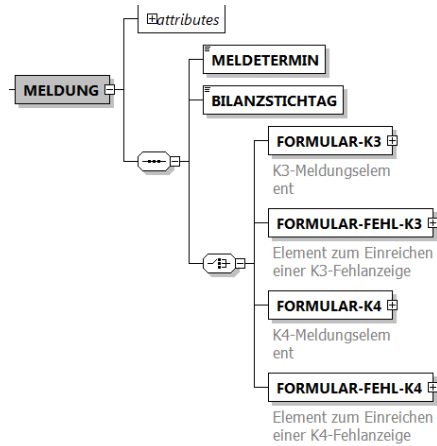 attributes
MELDETERMIN
MELDUNG
BILANZSTICHTAG
FORMULAR-K3
K3-Meldungselem
ent
FORMULAR-FEHL-K3
Element zum Einreichen
einer K3-Fehlanzeige
FORMULAR-K4
K4-Meldungselem
ent
FORMULAR-FEHL-K4
Element zum Einreichen
einer K4-Fehlanzeige